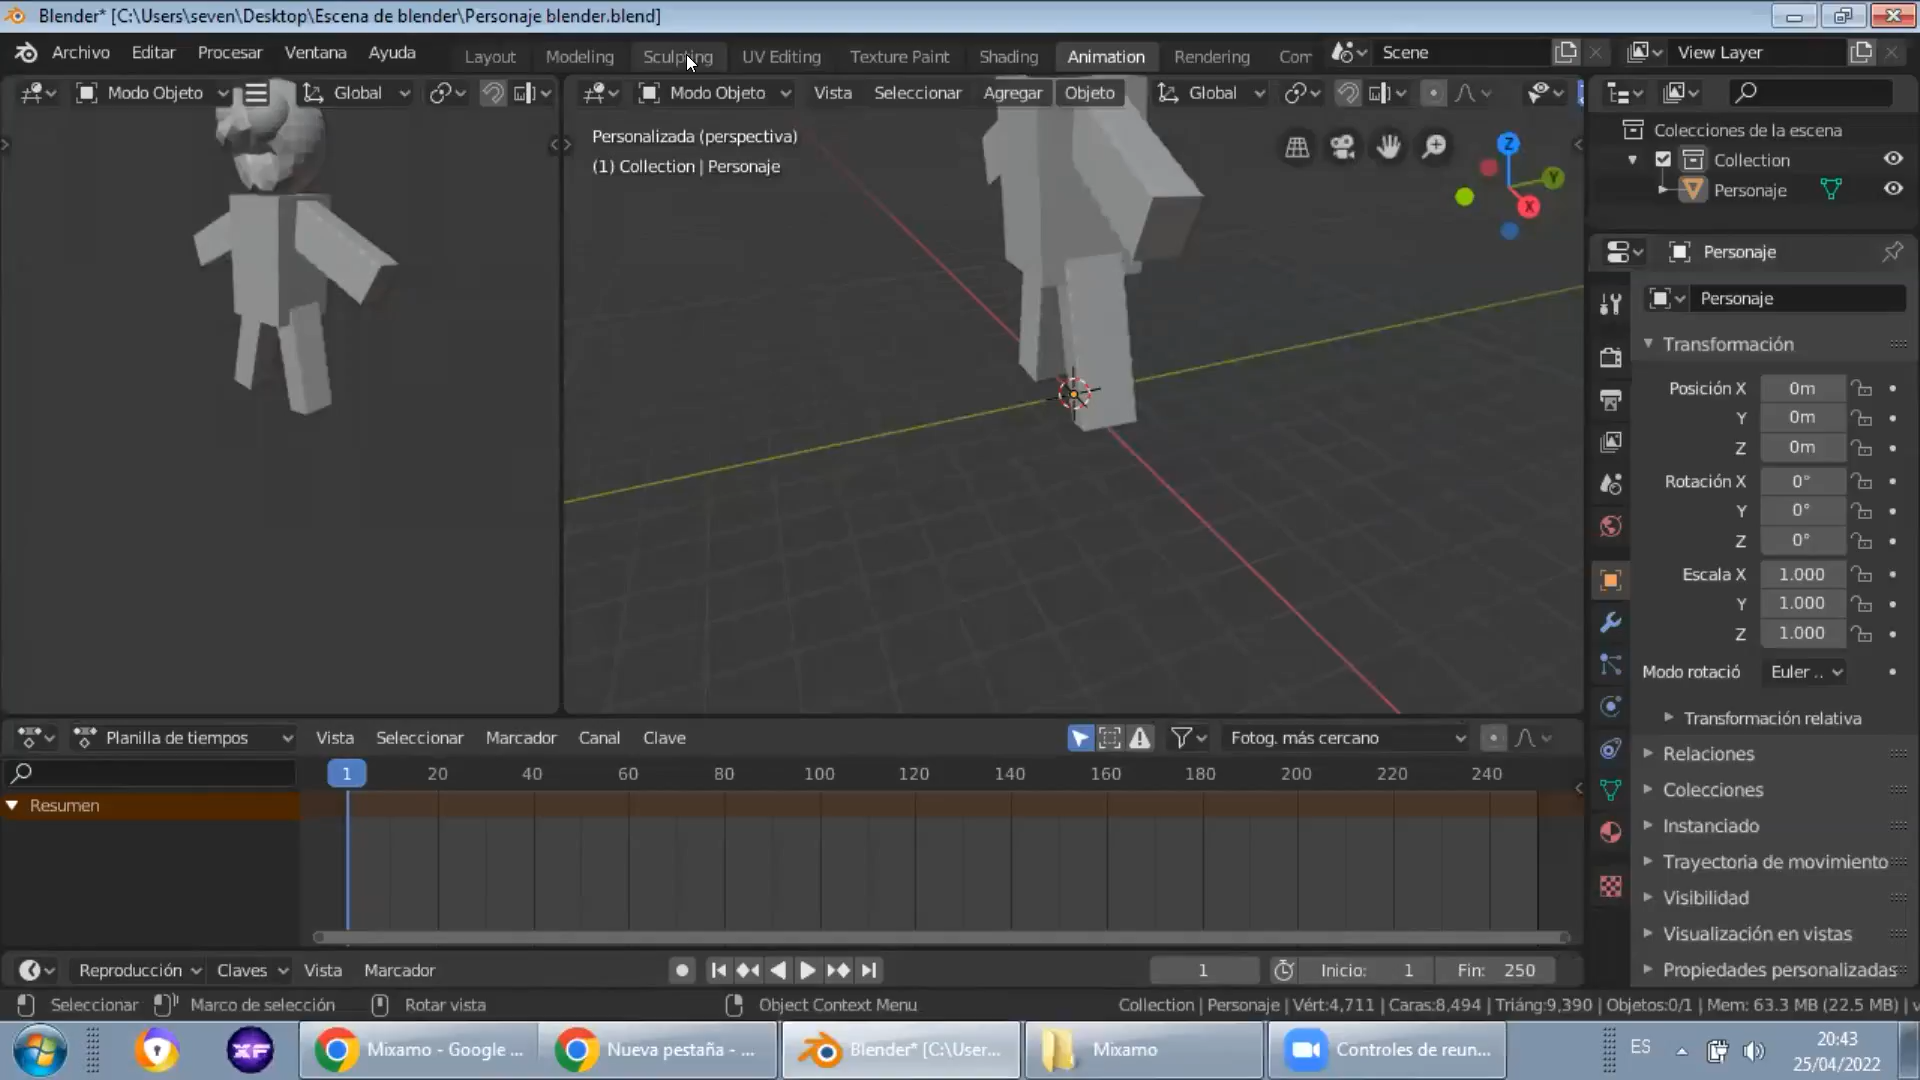 Blender* [C:\Users\seven\Desktop\Escena de blender\Personaje blender.blend]
Archivo Editar Procesar Ventana Ayuda Layout Modeling Sculpting UV Editing Texture Paint Shading Animation Rendering Com Scene View Layer
Modo Objeto Global Modo Objeto Vista Seleccionar Agregar Objeto Global
Personalizada (perspectiva)
(1) Collection | Personaje
Z
Y
X
Colecciones de la escena
Collection
Personaje
Personaje
Personaje
Transformación
Posición X 0m
Y 0m
Z 0m
Rotación X 0°
Y 0°
Z 0°
Escala X 1.000
Y 1.000
Z 1.000
Modo rotació Euler ..
Transformación relativa
Relaciones
Colecciones
Instanciado
Trayectoria de movimiento
Visibilidad
Visualización en vistas
Propiedades personalizadas
Planilla de tiempos Vista Seleccionar Marcador Canal Clave Fotog. más cercano
1 20 40 60 80 100 120 140 160 180 200 220 240
Resumen
Reproducción Claves Vista Marcador 1 Inicio: 1 Fin: 250
Seleccionar Marco de selección Rotar vista Object Context Menu Collection | Personaje | Vért:4,711 | Caras:8,494 | Triáng:9,390 | Objetos:0/1 | Mem: 63.3 MB (22.5 MB) | v
XF Mixamo - Google ... Nueva pestaña - ... Blender* [C:\User... Mixamo Controles de reun... ES 20:43
25/04/2022